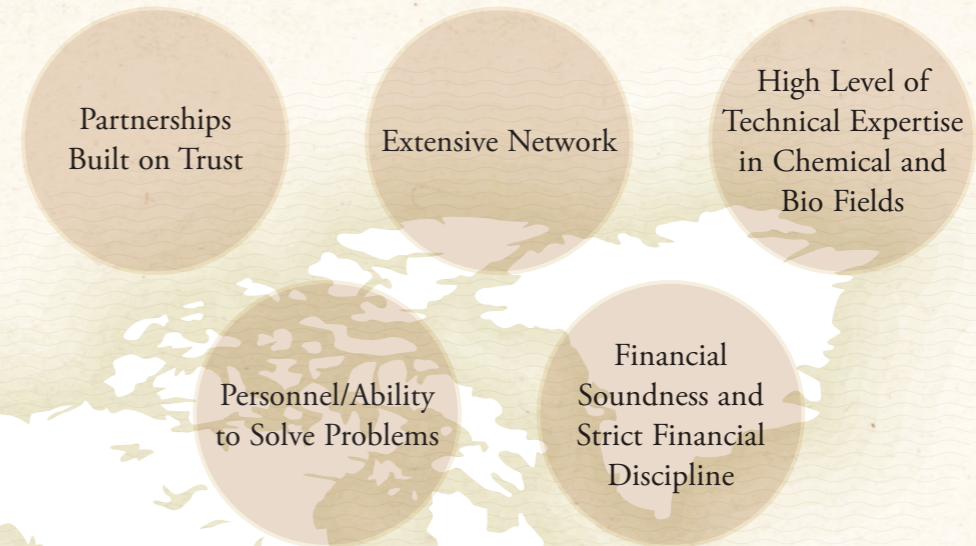 Partnerships
Built on Trust
Extensive Network
High Level of
Technical Expertise
in Chemical and
Bio Fields
Personnel/Ability
to Solve Problems
Financial
Soundness and
Strict Financial
Discipline